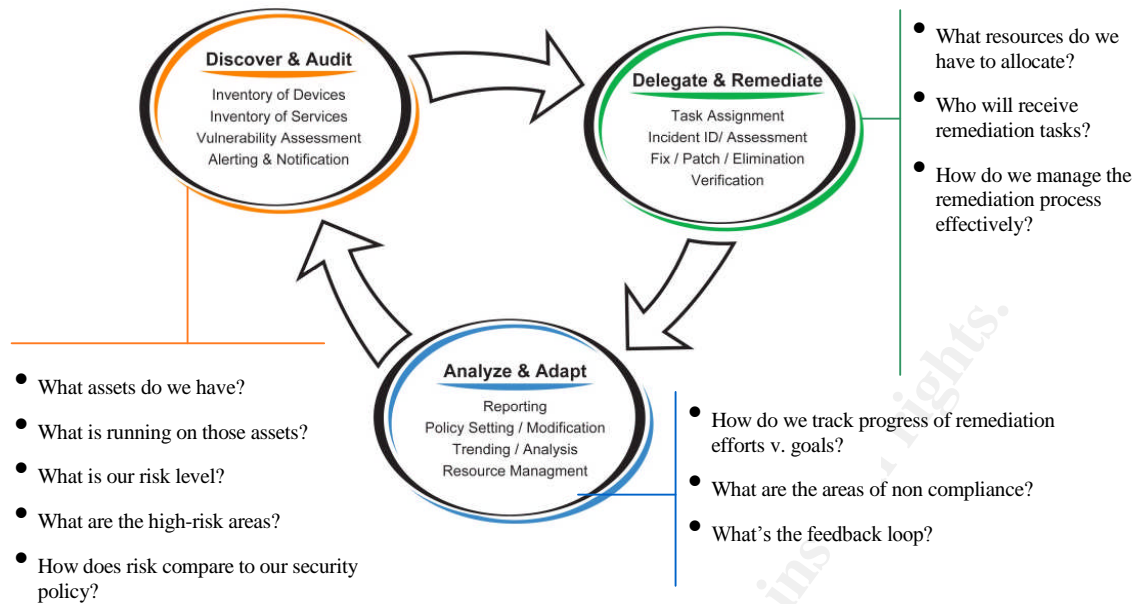 Discover & Audit
Inventory of Devices
Inventory of Services
Vulnerability Assessment
Alerting & Notification
Delegate & Remediate
Task Assignment
Incident ID/ Assessment
Fix / Patch / Elimination
Verification
• What resources do we
have to allocate?
• Who will receive
remediation tasks?
• How do we manage the
remediation process
effectively?
Analyze & Adapt
Reporting
Policy Setting / Modification
Trending / Analysis
Resource Managment
• What assets do we have?
• What is running on those assets?
• What is our risk level?
• What are the high-risk areas?
• How does risk compare to our security
policy?
• How do we track progress of remediation
efforts v. goals?
• What are the areas of non compliance?
• What's the feedback loop?
rights.